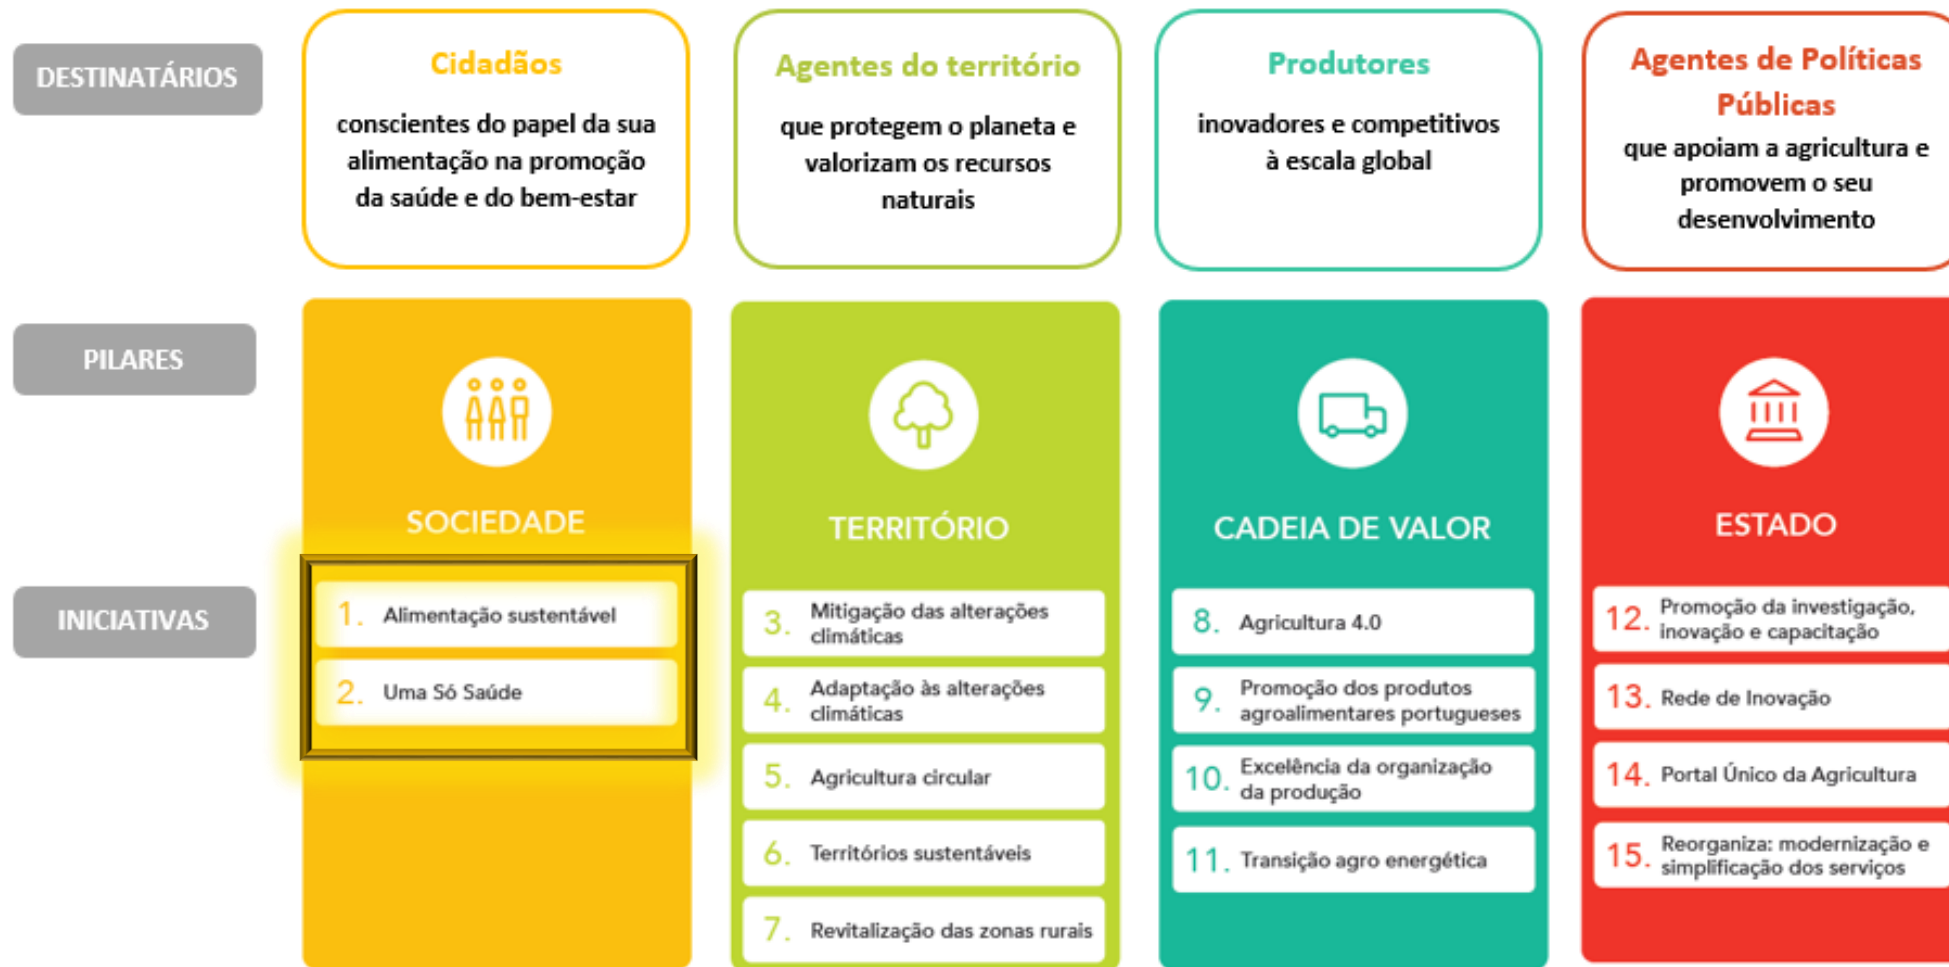 DESTINATÁRIOS
Cidadãos
conscientes do papel da sua
alimentação na promoção
da saúde e do bem-estar
Agentes do território
que protegem o planeta e
valorizam os recursos
naturais
Produtores
inovadores e competitivos
à escala global
Agentes de Políticas
Públicas
que apoiam a agricultura e
promovem o seu
desenvolvimento
PILARES
SOCIEDADE
TERRITÓRIO
CADEIA DE VALOR
ESTADO
INICIATIVAS
1. Alimentação sustentável
2. Uma Só Saúde
3. Mitigação das alterações
climáticas
4. Adaptação às alterações
climáticas
5. Agricultura circular
6. Territórios sustentáveis
7. Revitalização das zonas rurais
8. Agricultura 4.0
9. Promoção dos produtos
agroalimentares portugueses
10. Excelência da organização
da produção
11. Transição agro energética
12. Promoção da investigação,
inovação e capacitação
13. Rede de Inovação
14. Portal Único da Agricultura
15. Reorganiza: modernização e
simplificação dos serviços